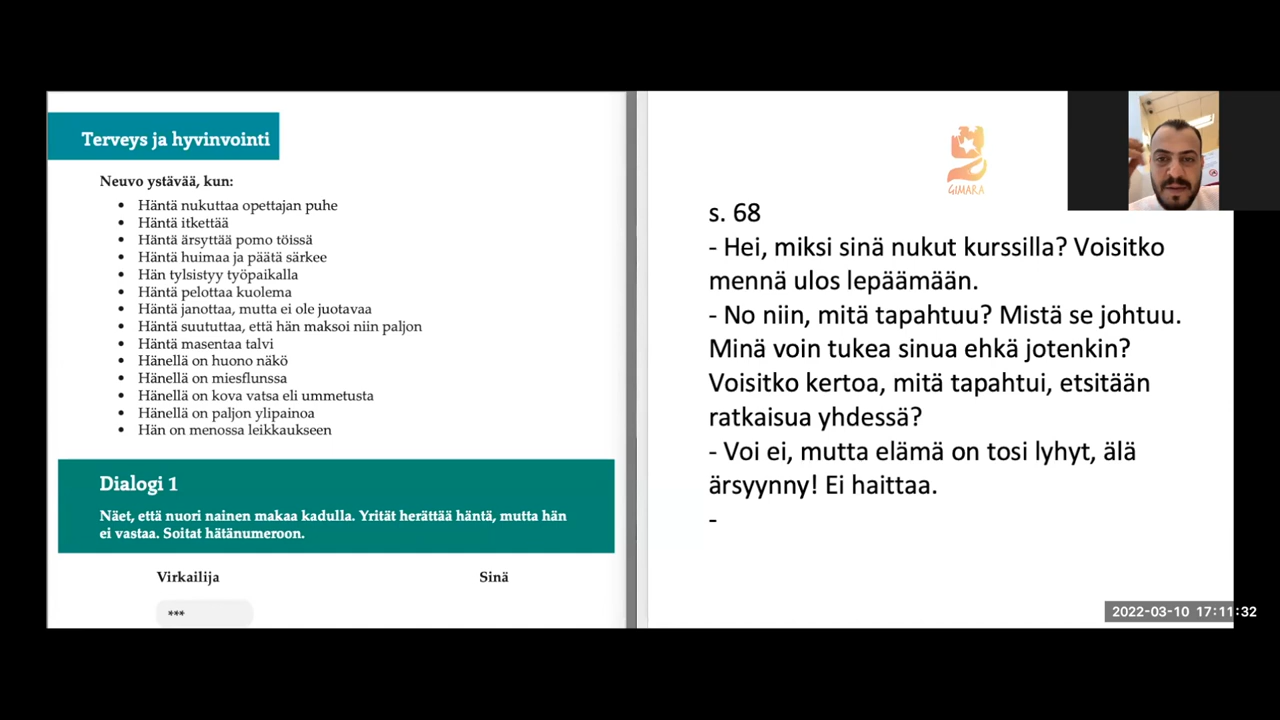 Terveys ja hyvinvointi
Neuvo ystävää, kun:
• Häntä nukuttaa opettajan puhe
• Häntä itkettää
• Häntä ärsyttää pomo töissä
• Häntä huimaa ja päätä särkee
• Hän tylsistyy työpaikalla
• Häntä pelottaa kuolema
• Häntä janottaa, mutta ei ole juotavaa
• Häntä suututtaa, että hän maksoi niin paljon
• Häntä masentaa talvi
• Hänellä on huono näkö
• Hänellä on miesflunssa
• Hänellä on kova vatsa eli ummetusta
• Hänellä on paljon ylipainoa
• Hän on menossa leikkaukseen
Dialogi 1
Näet, että nuori nainen makaa kadulla. Yrität herättää häntä, mutta hän
ei vastaa. Soitat hätänumeroon.
Virkailija
Sinä
***
GIMARA
s. 68
- Hei, miksi sinä nukut kurssilla? Voisitko
mennä ulos lepäämään.
- No niin, mitä tapahtuu? Mistä se johtuu.
Minä voin tukea sinua ehkä jotenkin?
Voisitko kertoa, mitä tapahtui, etsitään
ratkaisua yhdessä?
- Voi ei, mutta elämä on tosi lyhyt, älä
ärsyynny! Ei haittaa.
-
2022-03-10 17:11:32